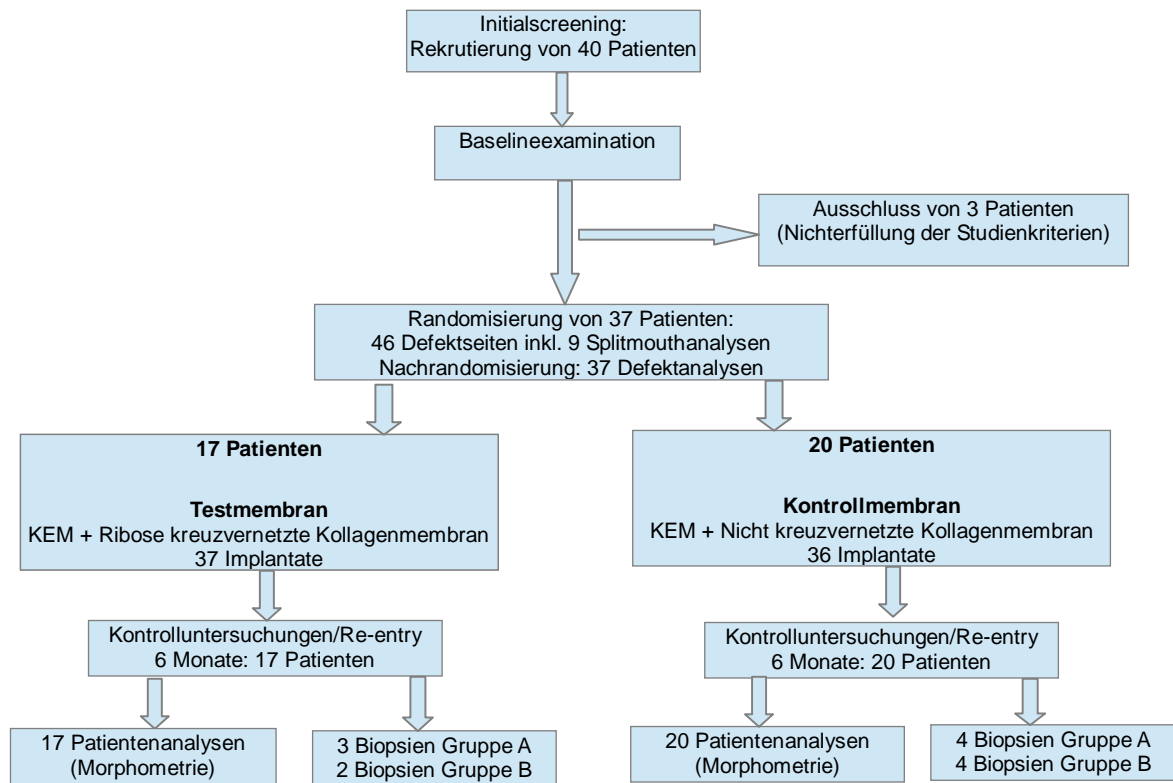 Initialscreening:
Rekrutierung von 40 Patienten
Baselineexamination
Ausschluss von 3 Patienten
(Nichterfüllung der Studienkriterien)
Randomisierung von 37 Patienten:
46 Defektseiten inkl. 9 Splitmouthanalysen
Nachrandomisierung: 37 Defektanalysen
17 Patienten
Testmembran
KEM + Ribose kreuzvernetzte Kollagenmembran
37 Implantate
20 Patienten
Kontrollmembran
KEM + Nicht kreuzvernetzte Kollagenmembran
36 Implantate
Kontrolluntersuchungen/Re-entry
6 Monate: 17 Patienten
Kontrolluntersuchungen/Re-entry
6 Monate: 20 Patienten
17 Patientenanalysen
(Morphometrie)
3 Biopsien Gruppe A
2 Biopsien Gruppe B
20 Patientenanalysen
(Morphometrie)
4 Biopsien Gruppe A
4 Biopsien Gruppe B